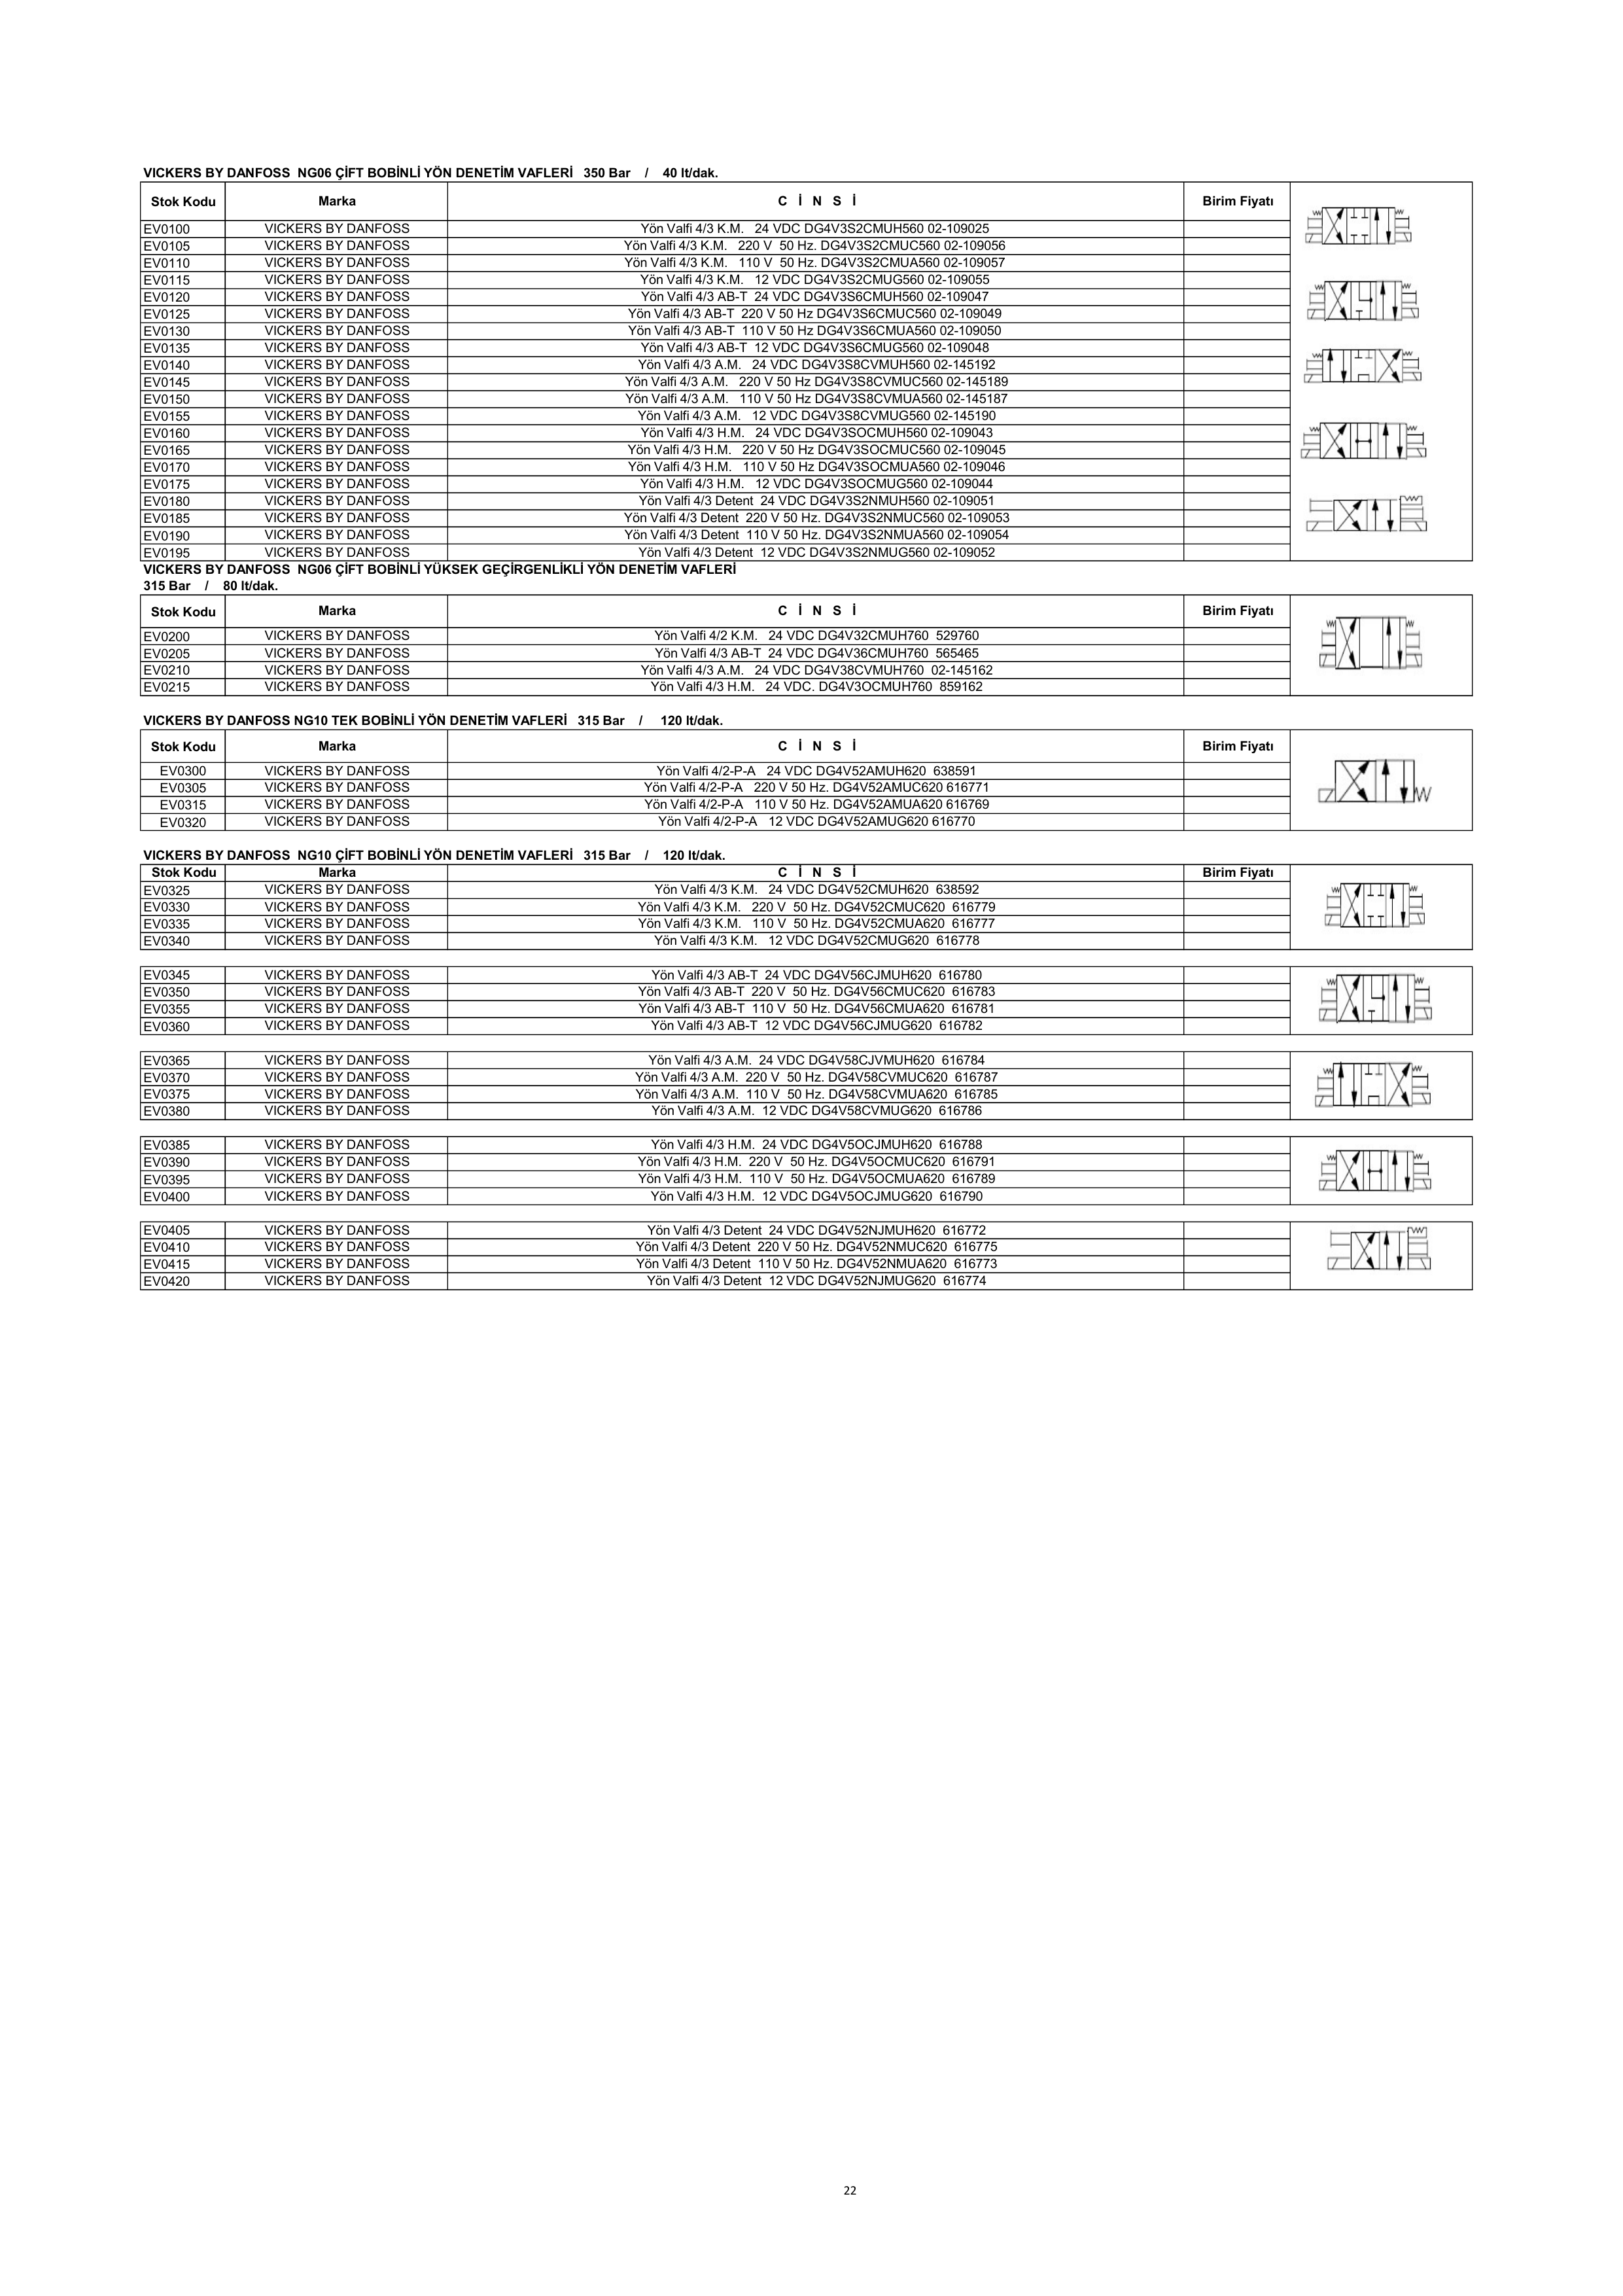 VICKERS BY DANFOSS  NG06 ÇİFT BOBİNLİ YÖN DENETİM VAFLERİ   350 Bar    /    40 lt/dak.
Stok Kodu Marka C İ N S İ Birim Fiyatı
EV0100 VICKERS BY DANFOSS Yön Valfi 4/3 K.M.   24 VDC DG4V3S2CMUH560 02-109025
EV0105 VICKERS BY DANFOSS Yön Valfi 4/3 K.M.   220 V  50 Hz. DG4V3S2CMUC560 02-109056
EV0110 VICKERS BY DANFOSS Yön Valfi 4/3 K.M.   110 V  50 Hz. DG4V3S2CMUA560 02-109057
EV0115 VICKERS BY DANFOSS Yön Valfi 4/3 K.M.   12 VDC DG4V3S2CMUG560 02-109055
EV0120 VICKERS BY DANFOSS Yön Valfi 4/3 AB-T  24 VDC DG4V3S6CMUH560 02-109047
EV0125 VICKERS BY DANFOSS Yön Valfi 4/3 AB-T  220 V 50 Hz DG4V3S6CMUC560 02-109049
EV0130 VICKERS BY DANFOSS Yön Valfi 4/3 AB-T  110 V 50 Hz DG4V3S6CMUA560 02-109050
EV0135 VICKERS BY DANFOSS Yön Valfi 4/3 AB-T  12 VDC DG4V3S6CMUG560 02-109048
EV0140 VICKERS BY DANFOSS Yön Valfi 4/3 A.M.   24 VDC DG4V3S8CVMUH560 02-145192
EV0145 VICKERS BY DANFOSS Yön Valfi 4/3 A.M.   220 V 50 Hz DG4V3S8CVMUC560 02-145189
EV0150 VICKERS BY DANFOSS Yön Valfi 4/3 A.M.   110 V 50 Hz DG4V3S8CVMUA560 02-145187
EV0155 VICKERS BY DANFOSS Yön Valfi 4/3 A.M.   12 VDC DG4V3S8CVMUG560 02-145190
EV0160 VICKERS BY DANFOSS Yön Valfi 4/3 H.M.   24 VDC DG4V3SOCMUH560 02-109043
EV0165 VICKERS BY DANFOSS Yön Valfi 4/3 H.M.   220 V 50 Hz DG4V3SOCMUC560 02-109045
EV0170 VICKERS BY DANFOSS Yön Valfi 4/3 H.M.   110 V 50 Hz DG4V3SOCMUA560 02-109046
EV0175 VICKERS BY DANFOSS Yön Valfi 4/3 H.M.   12 VDC DG4V3SOCMUG560 02-109044
EV0180 VICKERS BY DANFOSS Yön Valfi 4/3 Detent  24 VDC DG4V3S2NMUH560 02-109051
EV0185 VICKERS BY DANFOSS Yön Valfi 4/3 Detent  220 V 50 Hz. DG4V3S2NMUC560 02-109053
EV0190 VICKERS BY DANFOSS Yön Valfi 4/3 Detent  110 V 50 Hz. DG4V3S2NMUA560 02-109054
EV0195 VICKERS BY DANFOSS Yön Valfi 4/3 Detent  12 VDC DG4V3S2NMUG560 02-109052
VICKERS BY DANFOSS  NG06 ÇİFT BOBİNLİ YÜKSEK GEÇİRGENLİKLİ YÖN DENETİM VAFLERİ
315 Bar    /    80 lt/dak.
Stok Kodu Marka C İ N S İ Birim Fiyatı
EV0200 VICKERS BY DANFOSS Yön Valfi 4/2 K.M.   24 VDC DG4V32CMUH760  529760
EV0205 VICKERS BY DANFOSS Yön Valfi 4/3 AB-T  24 VDC DG4V36CMUH760  565465
EV0210 VICKERS BY DANFOSS Yön Valfi 4/3 A.M.   24 VDC DG4V38CVMUH760  02-145162
EV0215 VICKERS BY DANFOSS Yön Valfi 4/3 H.M.   24 VDC. DG4V3OCMUH760  859162
VICKERS BY DANFOSS NG10 TEK BOBİNLİ YÖN DENETİM VAFLERİ   315 Bar    /     120 lt/dak.
Stok Kodu Marka C İ N S İ Birim Fiyatı
EV0300 VICKERS BY DANFOSS Yön Valfi 4/2-P-A   24 VDC DG4V52AMUH620  638591
EV0305 VICKERS BY DANFOSS Yön Valfi 4/2-P-A   220 V 50 Hz. DG4V52AMUC620 616771
EV0315 VICKERS BY DANFOSS Yön Valfi 4/2-P-A   110 V 50 Hz. DG4V52AMUA620 616769
EV0320 VICKERS BY DANFOSS Yön Valfi 4/2-P-A   12 VDC DG4V52AMUG620 616770
VICKERS BY DANFOSS  NG10 ÇİFT BOBİNLİ YÖN DENETİM VAFLERİ   315 Bar    /    120 lt/dak.
Stok Kodu Marka C İ N S İ Birim Fiyatı
EV0325 VICKERS BY DANFOSS Yön Valfi 4/3 K.M.   24 VDC DG4V52CMUH620  638592
EV0330 VICKERS BY DANFOSS Yön Valfi 4/3 K.M.   220 V  50 Hz. DG4V52CMUC620  616779
EV0335 VICKERS BY DANFOSS Yön Valfi 4/3 K.M.   110 V  50 Hz. DG4V52CMUA620  616777
EV0340 VICKERS BY DANFOSS Yön Valfi 4/3 K.M.   12 VDC DG4V52CMUG620  616778
EV0345 VICKERS BY DANFOSS Yön Valfi 4/3 AB-T  24 VDC DG4V56CJMUH620  616780
EV0350 VICKERS BY DANFOSS Yön Valfi 4/3 AB-T  220 V  50 Hz. DG4V56CMUC620  616783
EV0355 VICKERS BY DANFOSS Yön Valfi 4/3 AB-T  110 V  50 Hz. DG4V56CMUA620  616781
EV0360 VICKERS BY DANFOSS Yön Valfi 4/3 AB-T  12 VDC DG4V56CJMUG620  616782
EV0365 VICKERS BY DANFOSS Yön Valfi 4/3 A.M.  24 VDC DG4V58CJVMUH620  616784
EV0370 VICKERS BY DANFOSS Yön Valfi 4/3 A.M.  220 V  50 Hz. DG4V58CVMUC620  616787
EV0375 VICKERS BY DANFOSS Yön Valfi 4/3 A.M.  110 V  50 Hz. DG4V58CVMUA620  616785
EV0380 VICKERS BY DANFOSS Yön Valfi 4/3 A.M.  12 VDC DG4V58CVMUG620  616786
EV0385 VICKERS BY DANFOSS Yön Valfi 4/3 H.M.  24 VDC DG4V5OCJMUH620  616788
EV0390 VICKERS BY DANFOSS Yön Valfi 4/3 H.M.  220 V  50 Hz. DG4V5OCMUC620  616791
EV0395 VICKERS BY DANFOSS Yön Valfi 4/3 H.M.  110 V  50 Hz. DG4V5OCMUA620  616789
EV0400 VICKERS BY DANFOSS Yön Valfi 4/3 H.M.  12 VDC DG4V5OCJMUG620  616790
EV0405 VICKERS BY DANFOSS Yön Valfi 4/3 Detent  24 VDC DG4V52NJMUH620  616772
EV0410 VICKERS BY DANFOSS Yön Valfi 4/3 Detent  220 V 50 Hz. DG4V52NMUC620  616775
EV0415 VICKERS BY DANFOSS Yön Valfi 4/3 Detent  110 V 50 Hz. DG4V52NMUA620  616773
EV0420 VICKERS BY DANFOSS Yön Valfi 4/3 Detent  12 VDC DG4V52NJMUG620  616774
22